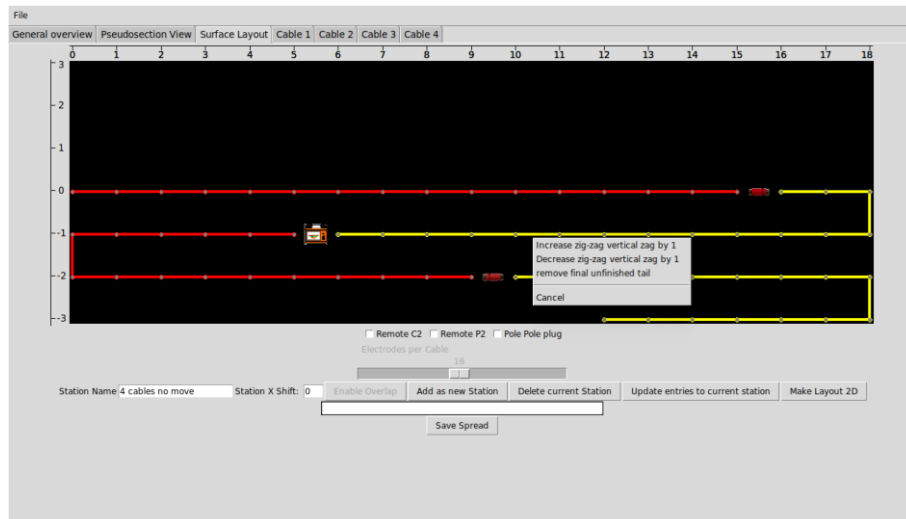 File
General overview Pseudosection View Surface Layout Cable 1 Cable 2 Cable 3 Cable 4
0 1 2 3 4 5 6 7 8 9 10 11 12 13 14 15 16 17 18
3
2
1
0
-1
Increase zig-zag vertical zag by 1
Decrease zig-zag vertical zag by 1
-2
remove final unfinished tail
Cancel
-3
Remote C2 Remote P2 Pole Pole plug
Electrodes per Cable
16
Station Name 4 cables no move Station X Shift: 0 Enable Overlap Add as new Station Delete current Station Update entries to current station Make Layout 2D
Save Spread